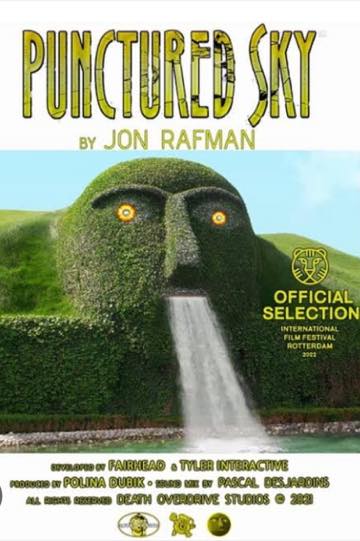 PUNCTURED SKY
BY JON RAFMAN
OFFICIAL
SELECTION
INTERNATIONAL
FILM FESTIVAL
ROTTERDAM
2022
DEVELOPED BY FAIRHEAD & TYLER INTERACTIVE
PRODUCED BY POLINA DUBIK • SOUND MIX BY PASCAL DESJARDINS
ALL RIGHTS RESERVED DEATH OVERDRIVE STUDIOS © 2021